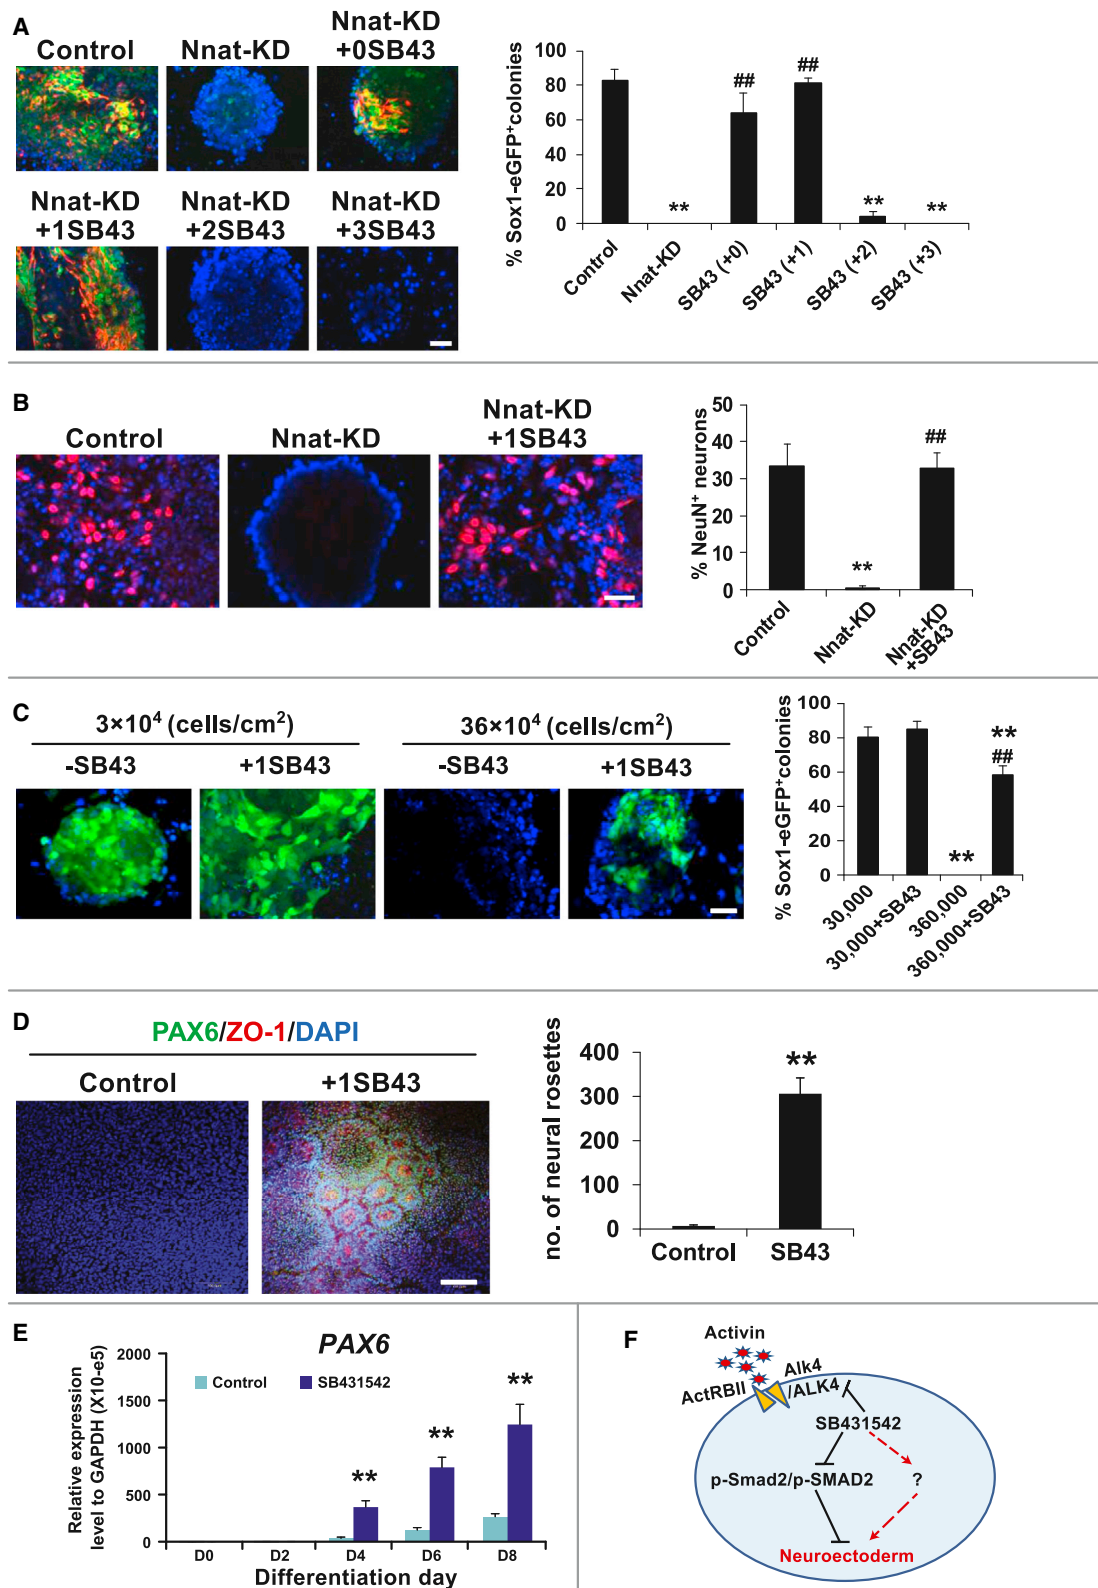 A
Control
Nnat-KD
Nnat-KD
+0SB43
Nnat-KD
+1SB43
Nnat-KD
+2SB43
Nnat-KD
+3SB43
% Sox1-eGFP+colonies
100
80
60
40
20
0
**
##
##
**
**
Control
Nnat-KD
SB43 (+0)
SB43 (+1)
SB43 (+2)
SB43 (+3)
B
Control
Nnat-KD
Nnat-KD
+1SB43
% NeuN+ neurons
50
40
30
20
10
0
**
##
Control
Nnat-KD
Nnat-KD
+SB43
C
3×10⁴ (cells/cm²)
36×10⁴ (cells/cm²)
-SB43
+1SB43
-SB43
+1SB43
% Sox1-eGFP+colonies
100
80
60
40
20
0
**
**
##
30,000
30,000+SB43
360,000
360,000+SB43
D
PAX6/ZO-1/DAPI
Control
+1SB43
no. of neural rosettes
400
300
200
100
0
**
Control
SB43
E
PAX6
Relative expression
level to GAPDH (X10-e5)
2000
1500
1000
500
0
Control
SB431542
**
**
**
D0
D2
D4
D6
D8
Differentiation day
F
Activin
ActRBII
Alk4
/ALK4
SB431542
p-Smad2/p-SMAD2
?
Neuroectoderm